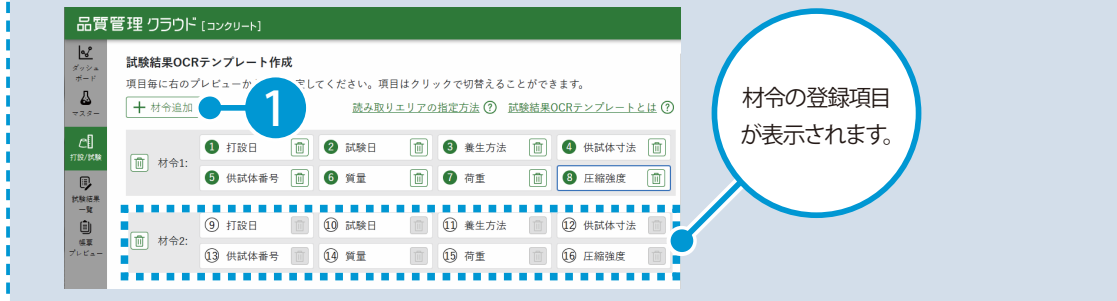 品質管理 クラウド [コンクリート]
ダッシュ
ボード
マスター
打設/試験
試験結果
一覧
帳票
プレビュー
試験結果OCRテンプレート作成
項目毎に右のプレビューか 定してください。項目はクリックで切替えることができます。
+ 材令追加
1
読み取りエリアの指定方法 ?
試験結果OCRテンプレートとは ?
材令1:
1 打設日
2 試験日
3 養生方法
4 供試体寸法
5 供試体番号
6 質量
7 荷重
8 圧縮強度
材令2:
9 打設日
10 試験日
11 養生方法
12 供試体寸法
13 供試体番号
14 質量
15 荷重
16 圧縮強度
材令の登録項目
が表示されます。